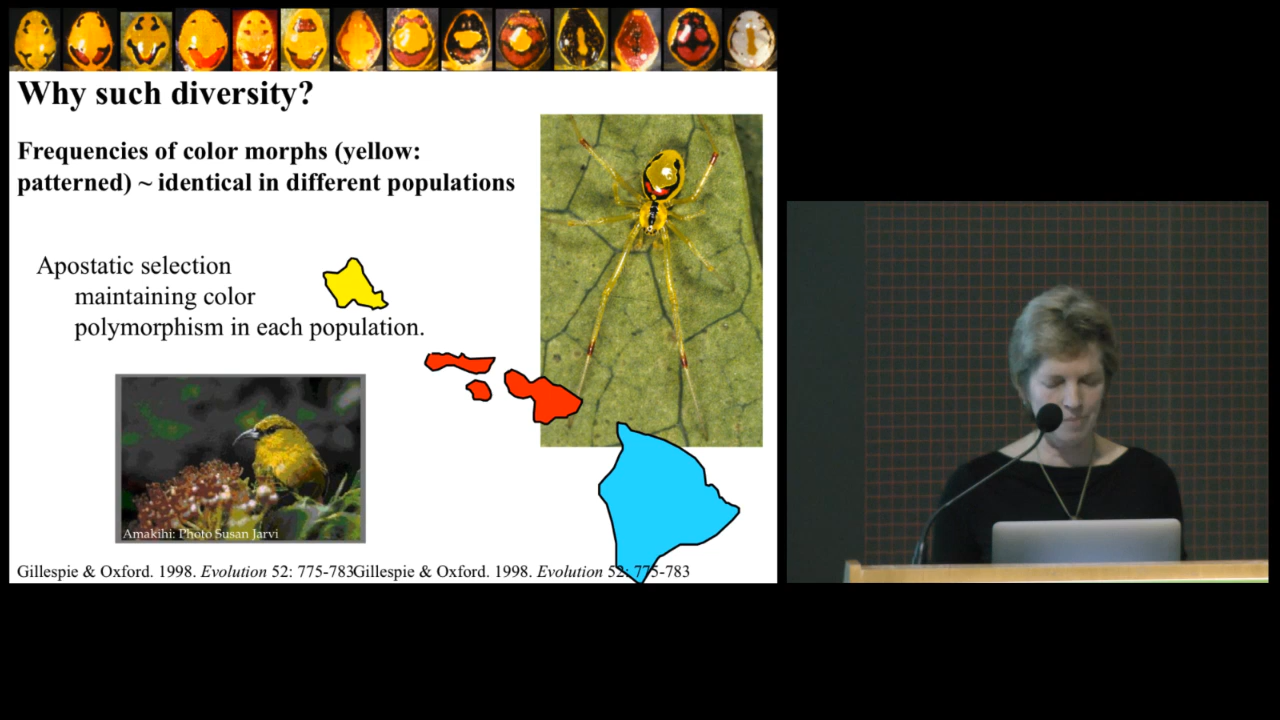 Why such diversity?
Frequencies of color morphs (yellow:
patterned) ~ identical in different populations
Apostatic selection
maintaining color
polymorphism in each population.
Amakihi: Photo Susan Jarvi
Gillespie & Oxford. 1998. Evolution 52: 775-783Gillespie & Oxford. 1998. Evolution 52: 775-783